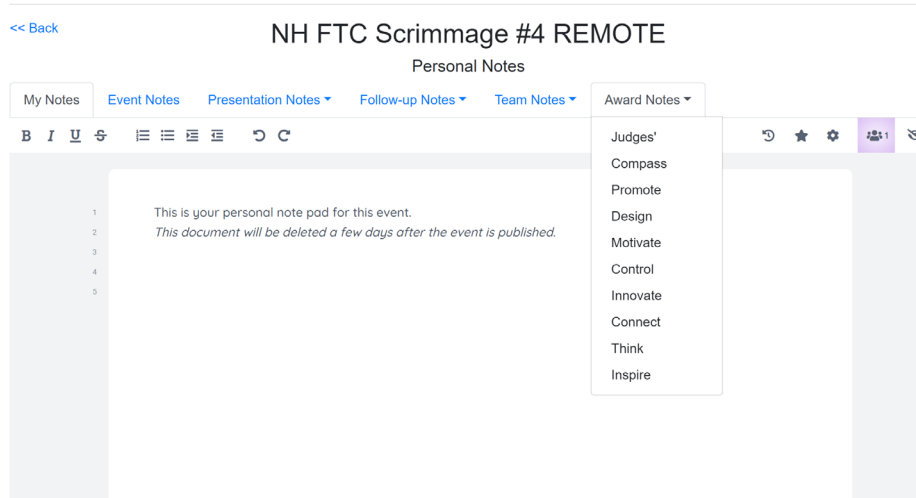 << Back
NH FTC Scrimmage #4 REMOTE
Personal Notes
My Notes Event Notes Presentation Notes Follow-up Notes Team Notes Award Notes
B I U S 1
Judges'
Compass
Promote
Design
Motivate
Control
Innovate
Connect
Think
Inspire
1 This is your personal note pad for this event.
2 This document will be deleted a few days after the event is published.
3
4
5